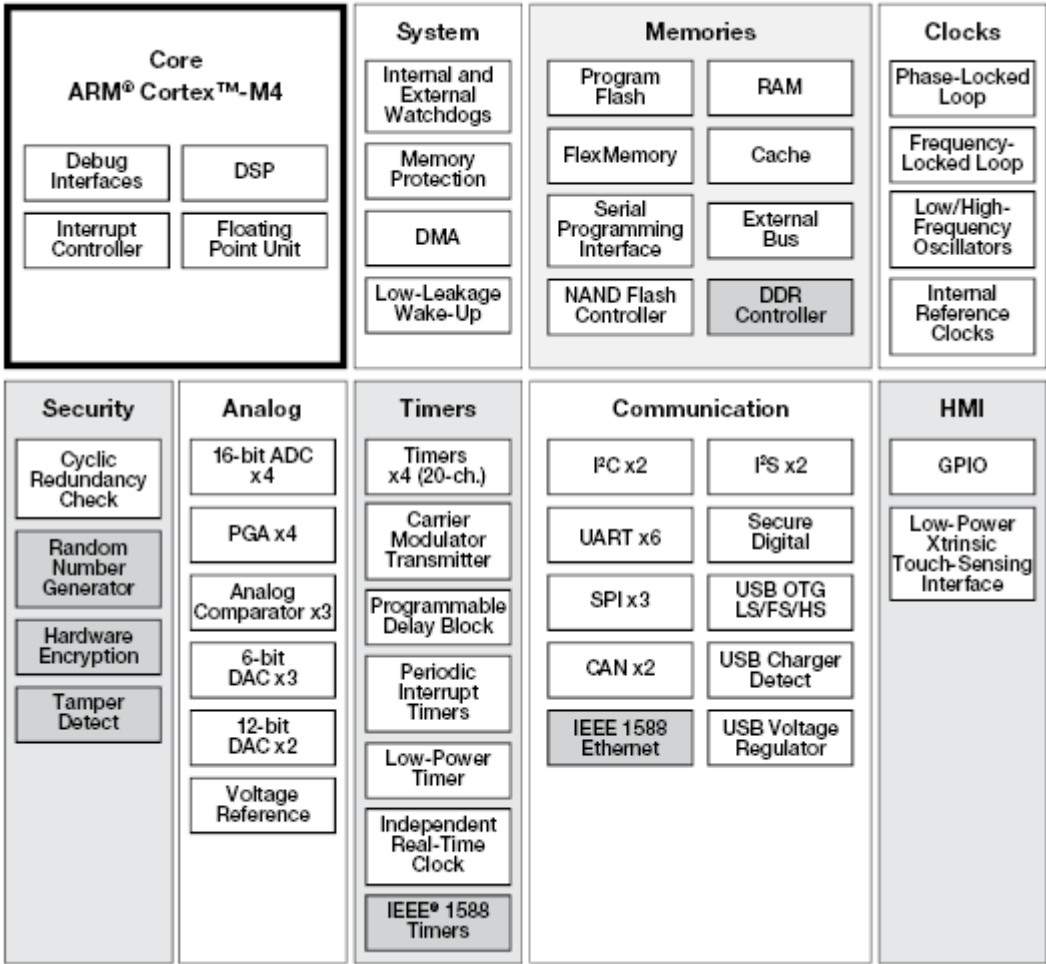 Core
ARM® Cortex™-M4
Debug
Interfaces
DSP
Interrupt
Controller
Floating
Point Unit
System
Internal and
External
Watchdogs
Memory
Protection
DMA
Low-Leakage
Wake-Up
Memories
Program
Flash
RAM
FlexMemory
Cache
Serial
Programming
Interface
External
Bus
NAND Flash
Controller
DDR
Controller
Clocks
Phase-Locked
Loop
Frequency-
Locked Loop
Low/High-
Frequency
Oscillators
Internal
Reference
Clocks
Security
Cyclic
Redundancy
Check
Random
Number
Generator
Hardware
Encryption
Tamper
Detect
Analog
16-bit ADC
x4
PGA x4
Analog
Comparator x3
6-bit
DAC x3
12-bit
DAC x2
Voltage
Reference
Timers
Timers
x4 (20-ch.)
Carrier
Modulator
Transmitter
Programmable
Delay Block
Periodic
Interrupt
Timers
Low-Power
Timer
Independent
Real-Time
Clock
IEEE® 1588
Timers
Communication
I²C x2
I²S x2
UART x6
Secure
Digital
SPI x3
USB OTG
LS/FS/HS
CAN x2
USB Charger
Detect
IEEE 1588
Ethernet
USB Voltage
Regulator
HMI
GPIO
Low-Power
Xtrinsic
Touch-Sensing
Interface